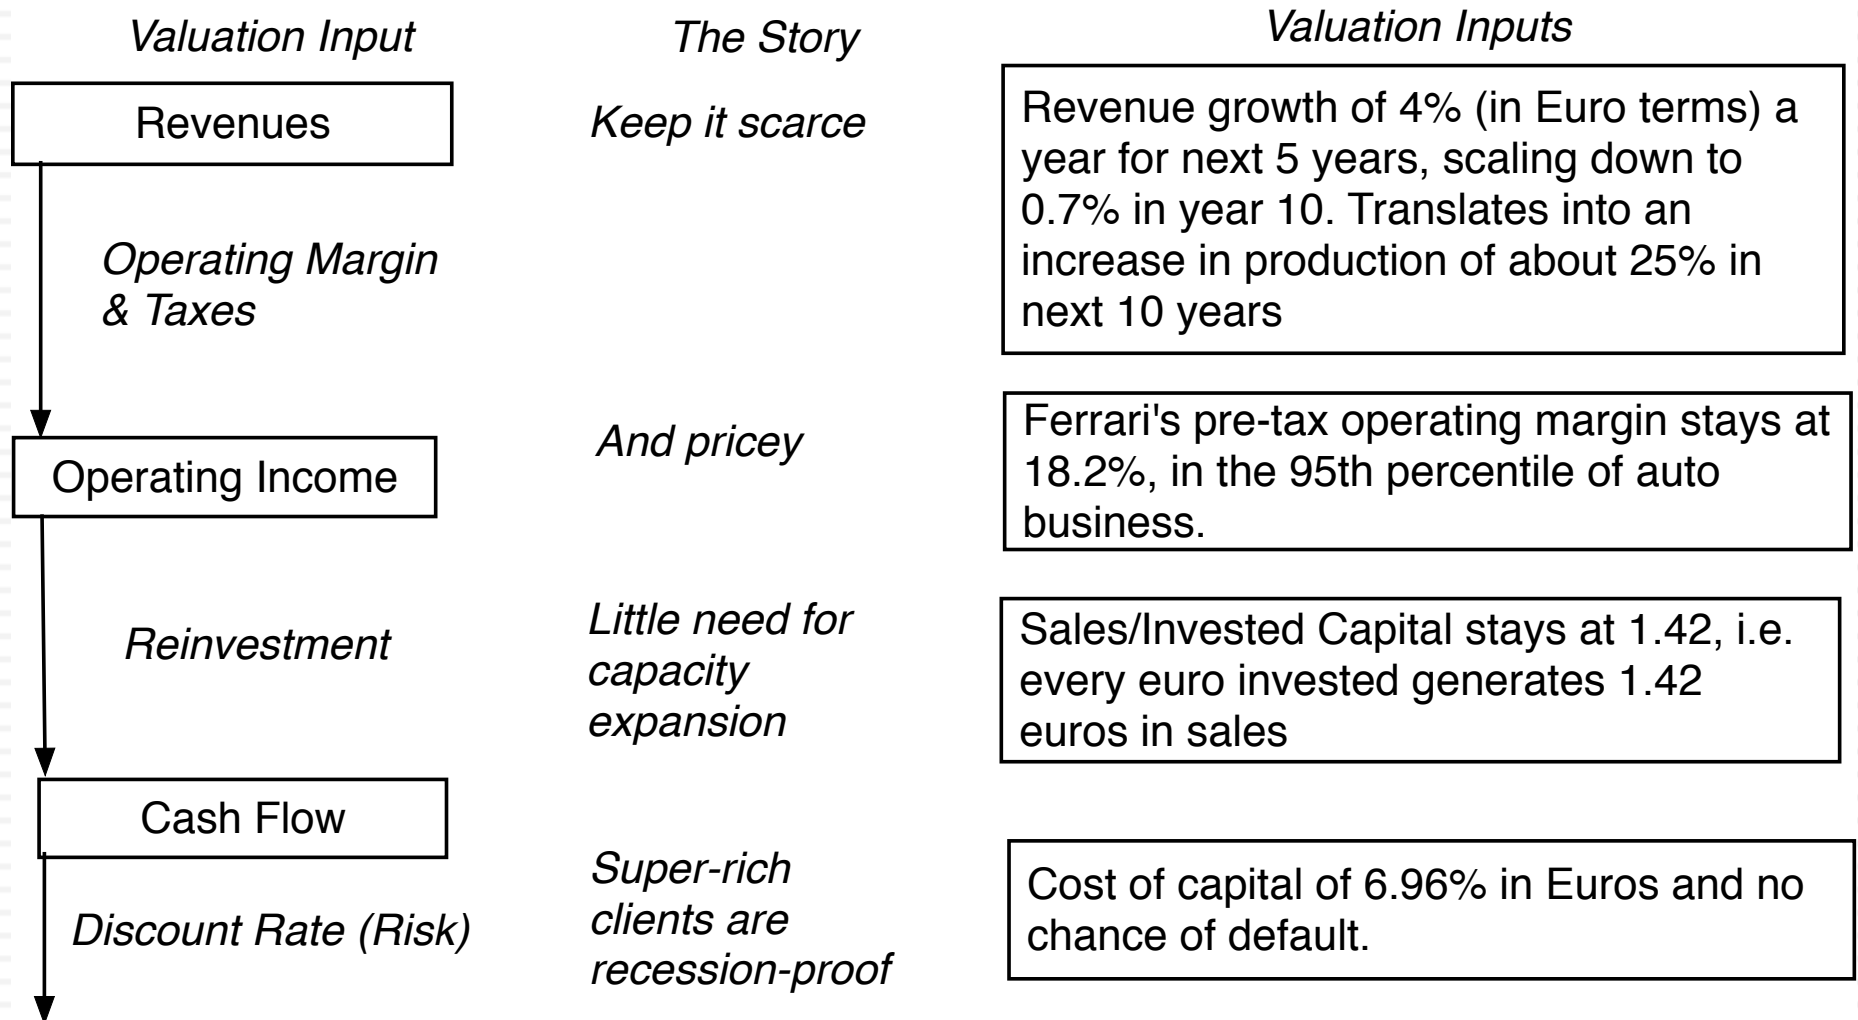 Valuation Input
The Story
Valuation Inputs
Revenues
Keep it scarce
Revenue growth of 4% (in Euro terms) a
year for next 5 years, scaling down to
0.7% in year 10. Translates into an
increase in production of about 25% in
next 10 years
Operating Margin
& Taxes
Operating Income
And pricey
Ferrari's pre-tax operating margin stays at
18.2%, in the 95th percentile of auto
business.
Reinvestment
Little need for
capacity
expansion
Sales/Invested Capital stays at 1.42, i.e.
every euro invested generates 1.42
euros in sales
Cash Flow
Discount Rate (Risk)
Super-rich
clients are
recession-proof
Cost of capital of 6.96% in Euros and no
chance of default.